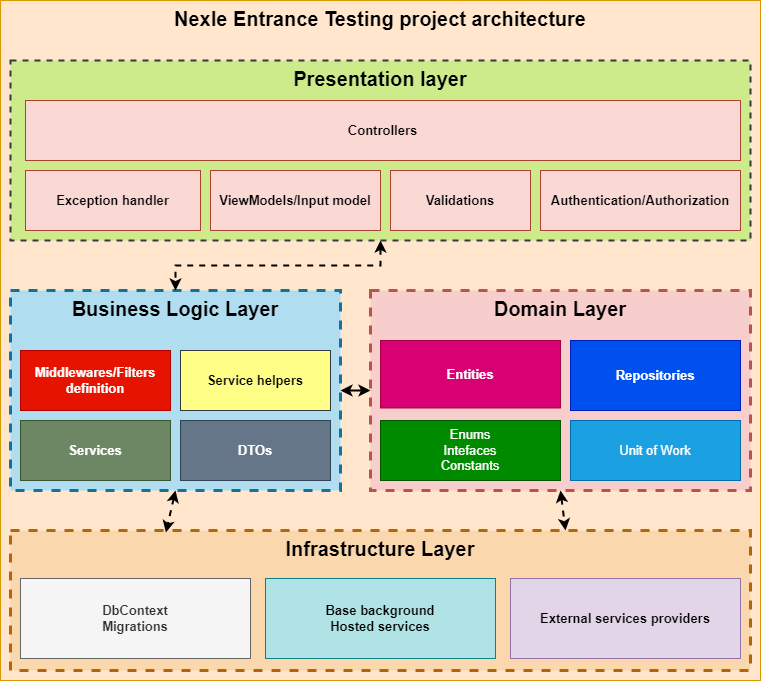 Nexle Entrance Testing project architecture
Presentation layer
Controllers
Exception handler
ViewModels/Input model
Validations
Authentication/Authorization
Business Logic Layer
Middlewares/Filters
definition
Service helpers
Services
DTOs
Domain Layer
Entities
Repositories
Enums
Intefaces
Constants
Unit of Work
Infrastructure Layer
DbContext
Migrations
Base background
Hosted services
External services providers